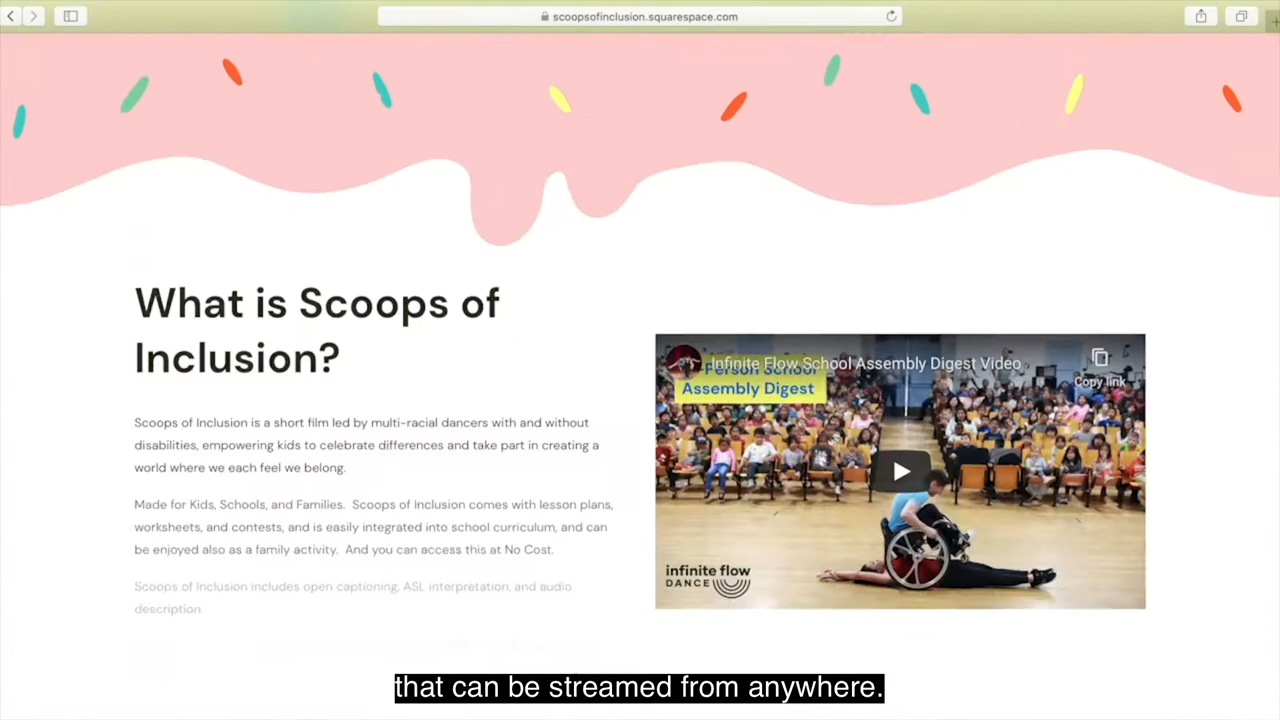 scoopsofinclusion.squarespace.com
What is Scoops of
Inclusion?
Scoops of Inclusion is a short film led by multi-racial dancers with and without
disabilities, empowering kids to celebrate differences and take part in creating a
world where we each feel we belong.
Made for Kids, Schools, and Families. Scoops of Inclusion comes with lesson plans,
worksheets, and contests, and is easily integrated into school curriculum, and can
be enjoyed also as a family activity. And you can access this at No Cost.
Scoops of Inclusion includes open captioning, ASL interpretation, and audio
description
Infinite Flow School Assembly Digest Video
Person School
Assembly Digest
Copy link
infinite flow
DANCE
that can be streamed from anywhere.